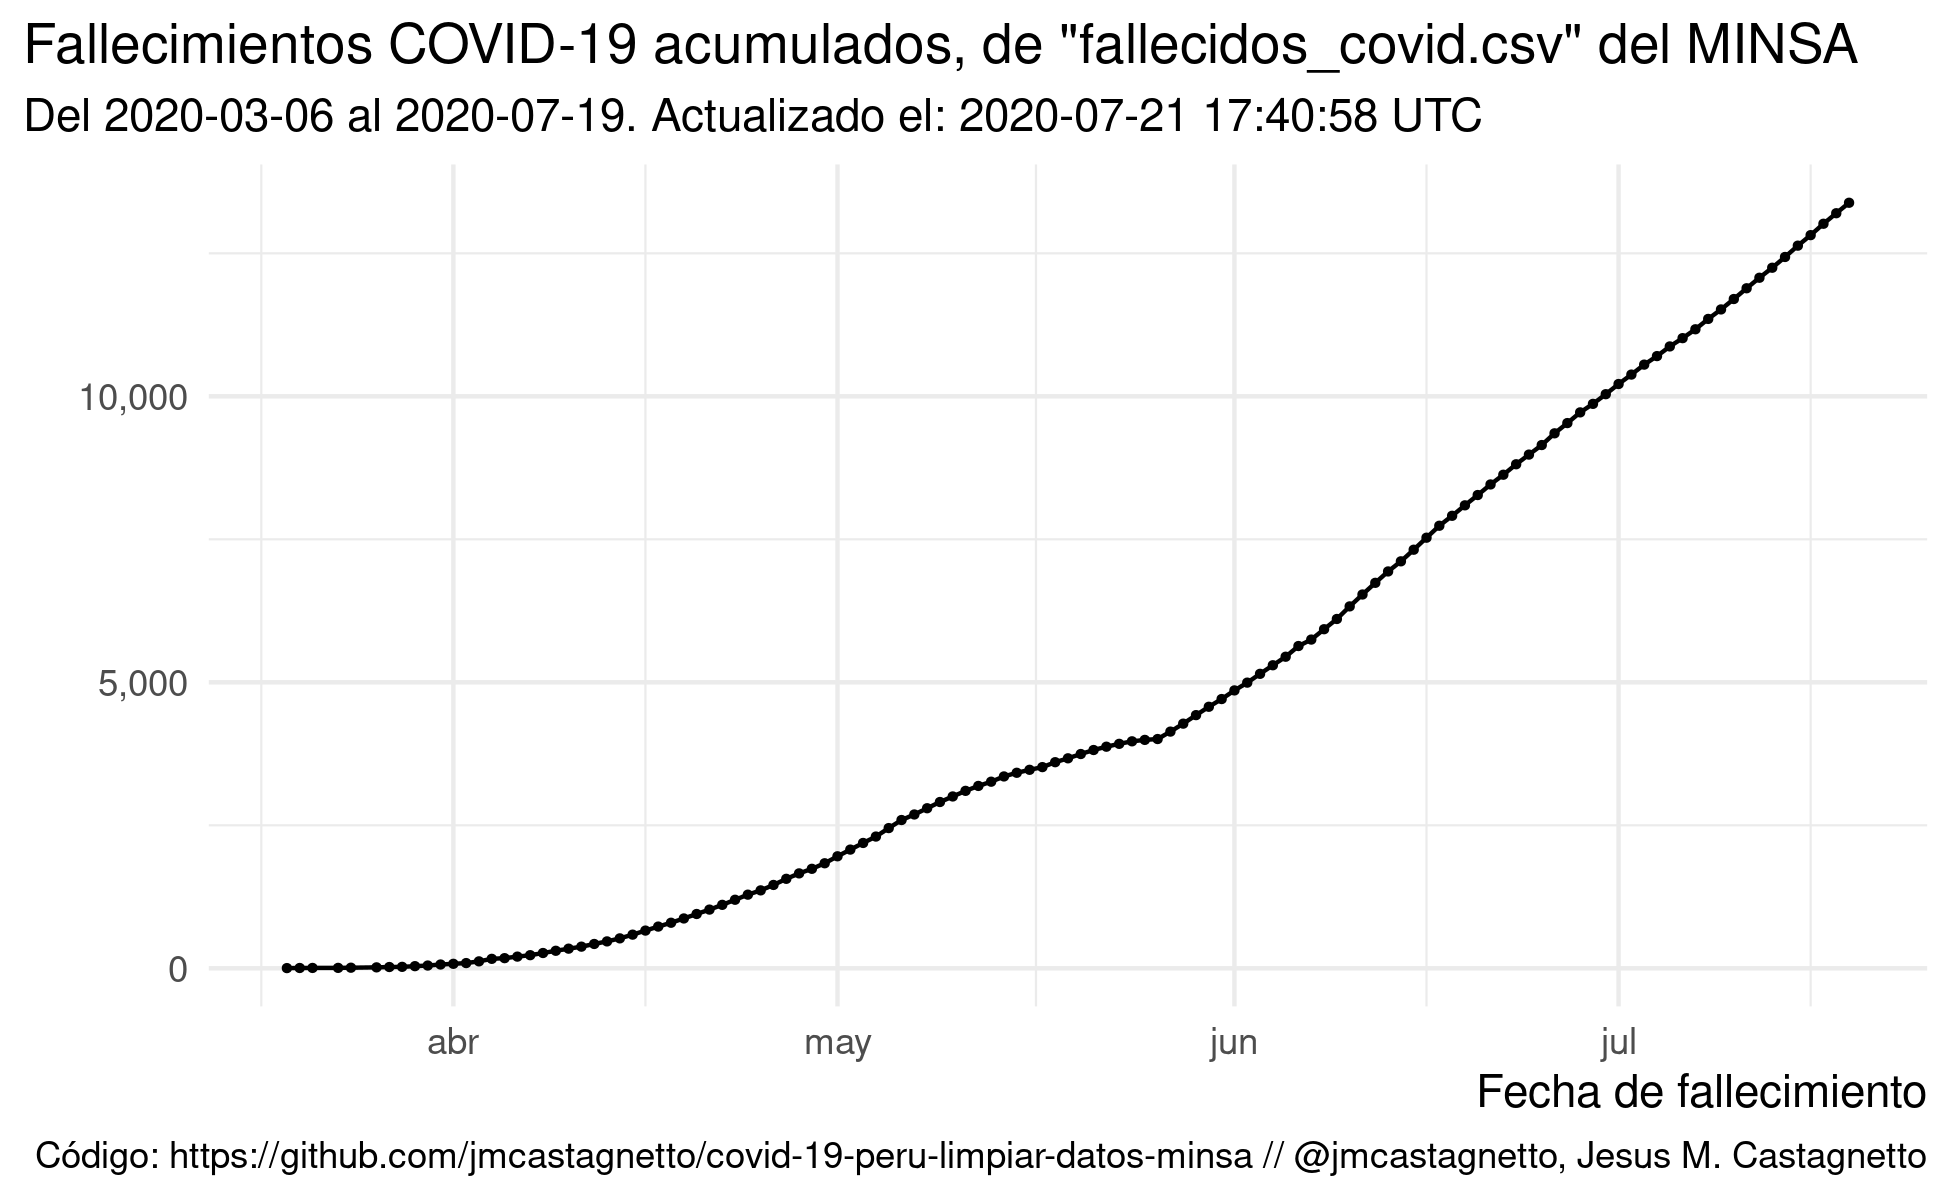 Fallecimientos COVID-19 acumulados, de "fallecidos_covid.csv" del MINSA
Del 2020-03-06 al 2020-07-19. Actualizado el: 2020-07-21 17:40:58 UTC
10,000
5,000
0
abr may jun jul
Fecha de fallecimiento
Código: https://github.com/jmcastagnetto/covid-19-peru-limpiar-datos-minsa // @jmcastagnetto, Jesus M. Castagnetto